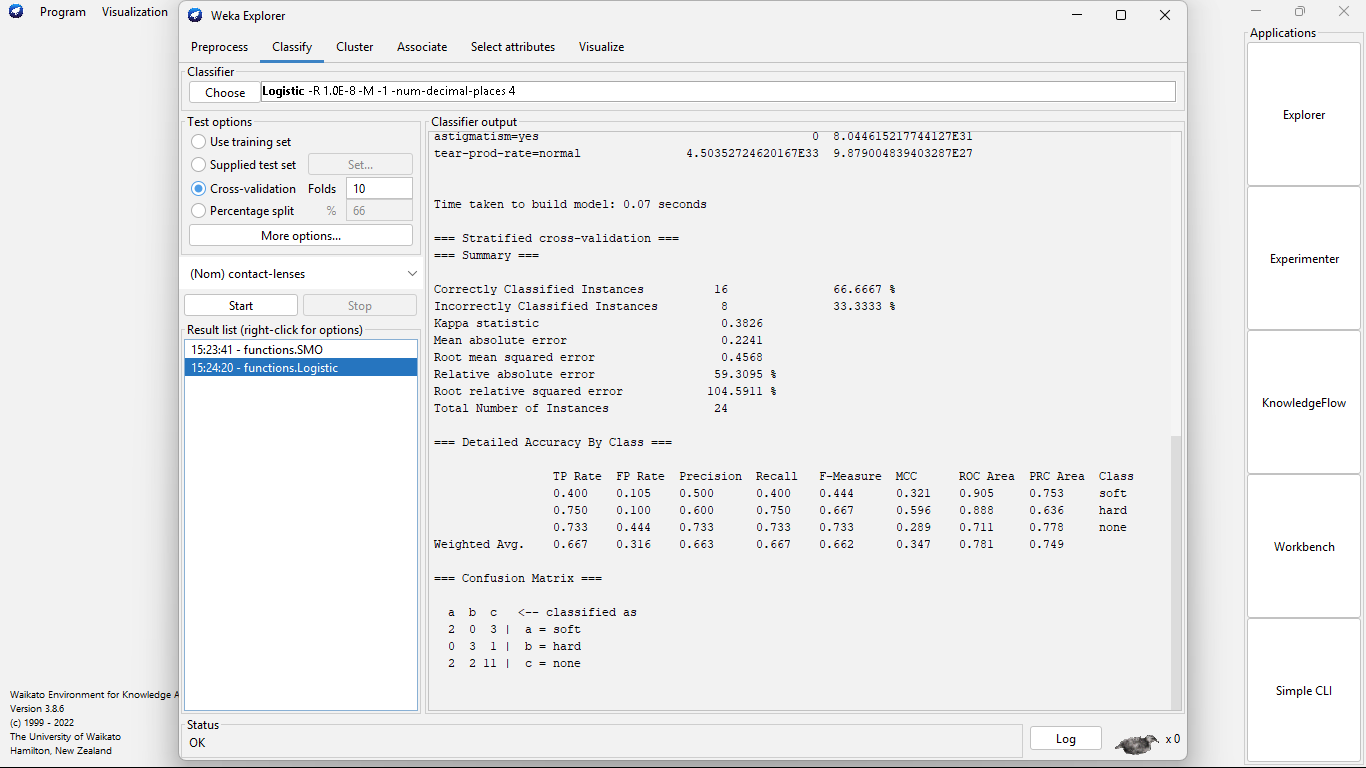 Program Visualization
Weka Explorer
Preprocess Classify Cluster Associate Select attributes Visualize
Classifier
Choose Logistic -R 1.0E-8 -M -1 -num-decimal-places 4
Test options
Use training set
Supplied test set Set...
Cross-validation Folds 10
Percentage split % 66
More options...
(Nom) contact-lenses
Start Stop
Result list (right-click for options)
15:23:41 - functions.SMO
15:24:20 - functions.Logistic
Classifier output
astigmatism=yes 0 8.044615217744127E31
tear-prod-rate=normal 4.50352724620167E33 9.879004839403287E27
Time taken to build model: 0.07 seconds
=== Stratified cross-validation ===
=== Summary ===
Correctly Classified Instances 16 66.6667 %
Incorrectly Classified Instances 8 33.3333 %
Kappa statistic 0.3826
Mean absolute error 0.2241
Root mean squared error 0.4568
Relative absolute error 59.3095 %
Root relative squared error 104.5911 %
Total Number of Instances 24
=== Detailed Accuracy By Class ===
TP Rate FP Rate Precision Recall F-Measure MCC ROC Area PRC Area Class
0.400 0.105 0.500 0.400 0.444 0.321 0.905 0.753 soft
0.750 0.100 0.600 0.750 0.667 0.596 0.888 0.636 hard
0.733 0.444 0.733 0.733 0.733 0.289 0.711 0.778 none
Weighted Avg. 0.667 0.316 0.663 0.667 0.662 0.347 0.781 0.749
=== Confusion Matrix ===
a b c <-- classified as
2 0 3 | a = soft
0 3 1 | b = hard
2 2 11 | c = none
Status
OK
Log
x 0
Applications
Explorer
Experimenter
KnowledgeFlow
Workbench
Simple CLI
Waikato Environment for Knowledge A
Version 3.8.6
(c) 1999 - 2022
The University of Waikato
Hamilton, New Zealand